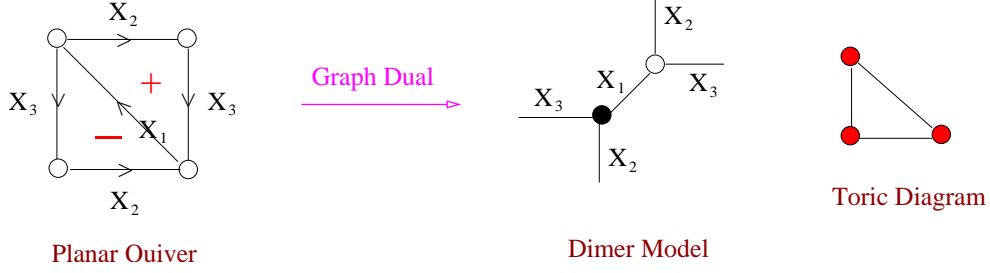 X2
X2
+
Graph Dual
X1
X3
X3
X3
X3
− X1
X2
X2
Toric Diagram
Planar Quiver
Dimer Model